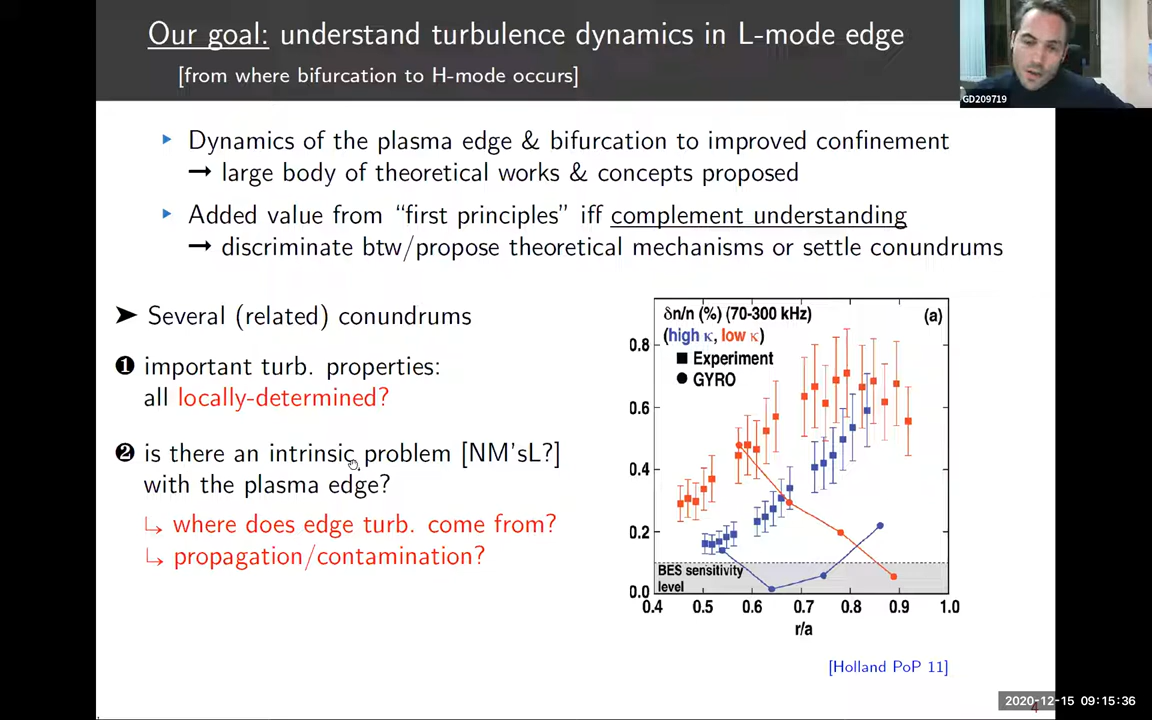 Our goal: understand turbulence dynamics in L-mode edge
[from where bifurcation to H-mode occurs]
GD209719
▸ Dynamics of the plasma edge & bifurcation to improved confinement
→ large body of theoretical works & concepts proposed
▸ Added value from “first principles” iff complement understanding
→ discriminate btw/propose theoretical mechanisms or settle conundrums
➤ Several (related) conundrums
❶ important turb. properties:
all locally-determined?
❷ is there an intrinsic problem [NM'sL?]
with the plasma edge?
↳ where does edge turb. come from?
↳ propagation/contamination?
δn/n (%) (70-300 kHz)
(a)
(high κ, low κ)
■ Experiment
● GYRO
0.8
0.6
0.4
0.2
0.0
BES sensitivity
level
0.4 0.5 0.6 0.7 0.8 0.9 1.0
r/a
[Holland PoP 11]
2020-12-15 09:15:36
4